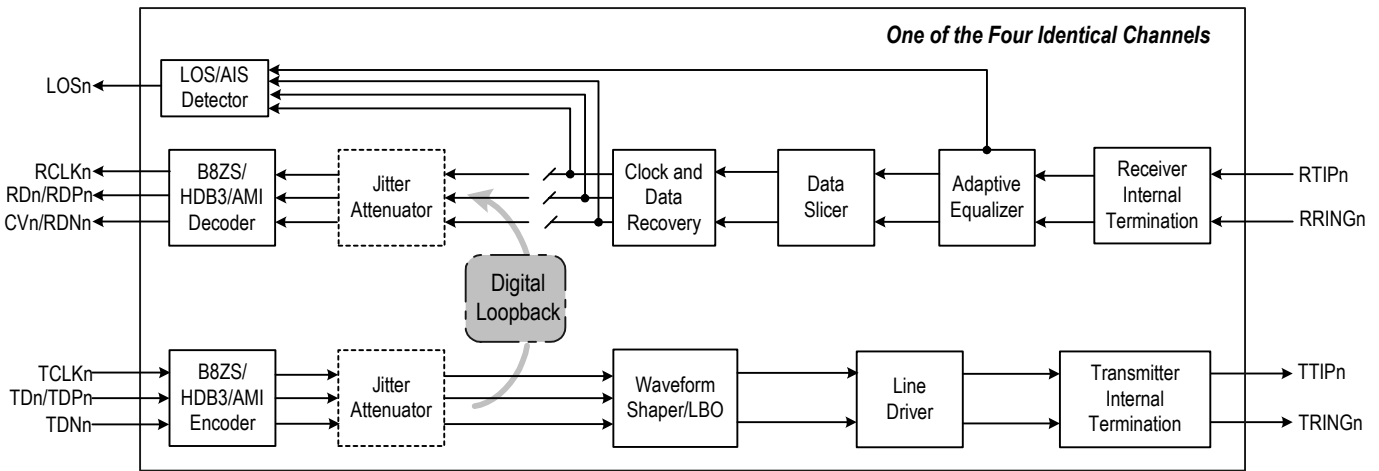 One of the Four Identical Channels
LOSn
LOS/AIS
Detector
RCLKn
RDn/RDPn
CVn/RDNn
B8ZS/
HDB3/AMI
Decoder
Jitter
Attenuator
Clock and
Data
Recovery
Data
Slicer
Adaptive
Equalizer
Receiver
Internal
Termination
RTIPn
RRINGn
Digital
Loopback
TCLKn
TDn/TDPn
TDNn
B8ZS/
HDB3/AMI
Encoder
Jitter
Attenuator
Waveform
Shaper/LBO
Line
Driver
Transmitter
Internal
Termination
TTIPn
TRINGn